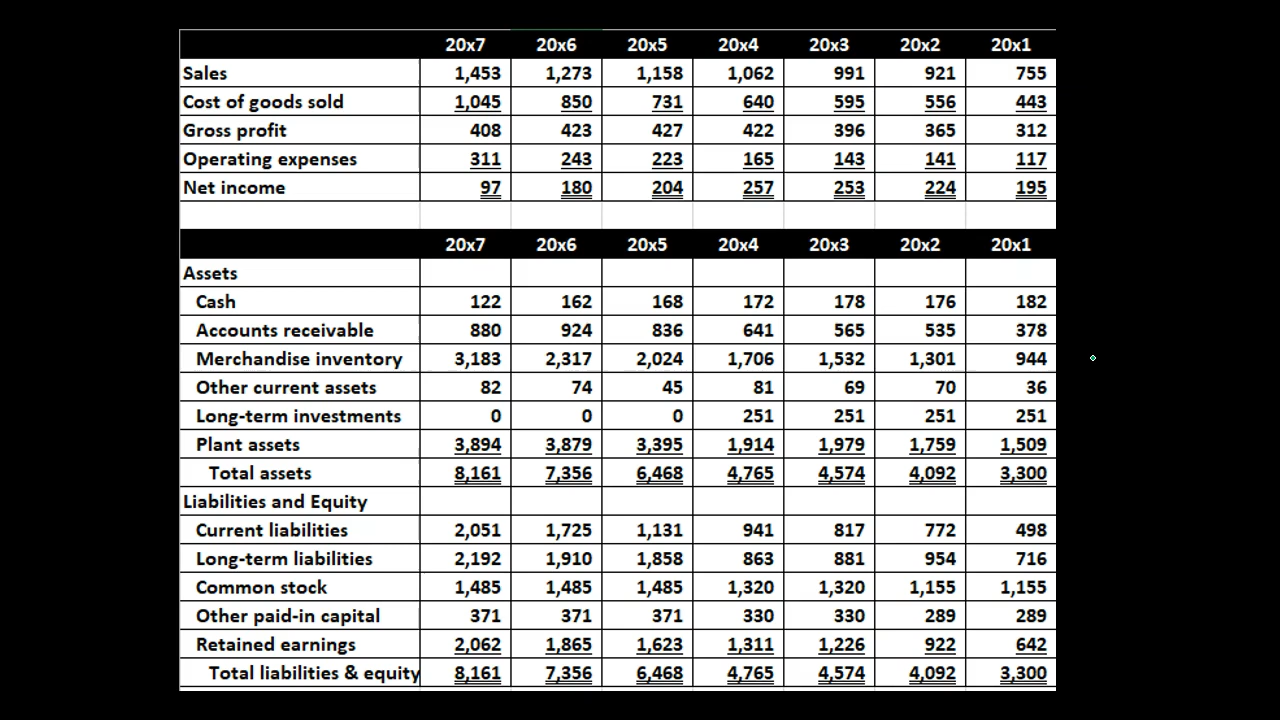 20x7 20x6 20x5 20x4 20x3 20x2 20x1
Sales 1,453 1,273 1,158 1,062 991 921 755
Cost of goods sold 1,045 850 731 640 595 556 443
Gross profit 408 423 427 422 396 365 312
Operating expenses 311 243 223 165 143 141 117
Net income 97 180 204 257 253 224 195
20x7 20x6 20x5 20x4 20x3 20x2 20x1
Assets
Cash 122 162 168 172 178 176 182
Accounts receivable 880 924 836 641 565 535 378
Merchandise inventory 3,183 2,317 2,024 1,706 1,532 1,301 944
Other current assets 82 74 45 81 69 70 36
Long-term investments 0 0 0 251 251 251 251
Plant assets 3,894 3,879 3,395 1,914 1,979 1,759 1,509
Total assets 8,161 7,356 6,468 4,765 4,574 4,092 3,300
Liabilities and Equity
Current liabilities 2,051 1,725 1,131 941 817 772 498
Long-term liabilities 2,192 1,910 1,858 863 881 954 716
Common stock 1,485 1,485 1,485 1,320 1,320 1,155 1,155
Other paid-in capital 371 371 371 330 330 289 289
Retained earnings 2,062 1,865 1,623 1,311 1,226 922 642
Total liabilities & equity 8,161 7,356 6,468 4,765 4,574 4,092 3,300